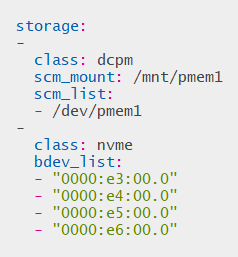 storage:
-
  class: dcpm
  scm_mount: /mnt/pmem1
  scm_list:
  - /dev/pmem1
-
  class: nvme
  bdev_list:
  - "0000:e3:00.0"
  - "0000:e4:00.0"
  - "0000:e5:00.0"
  - "0000:e6:00.0"